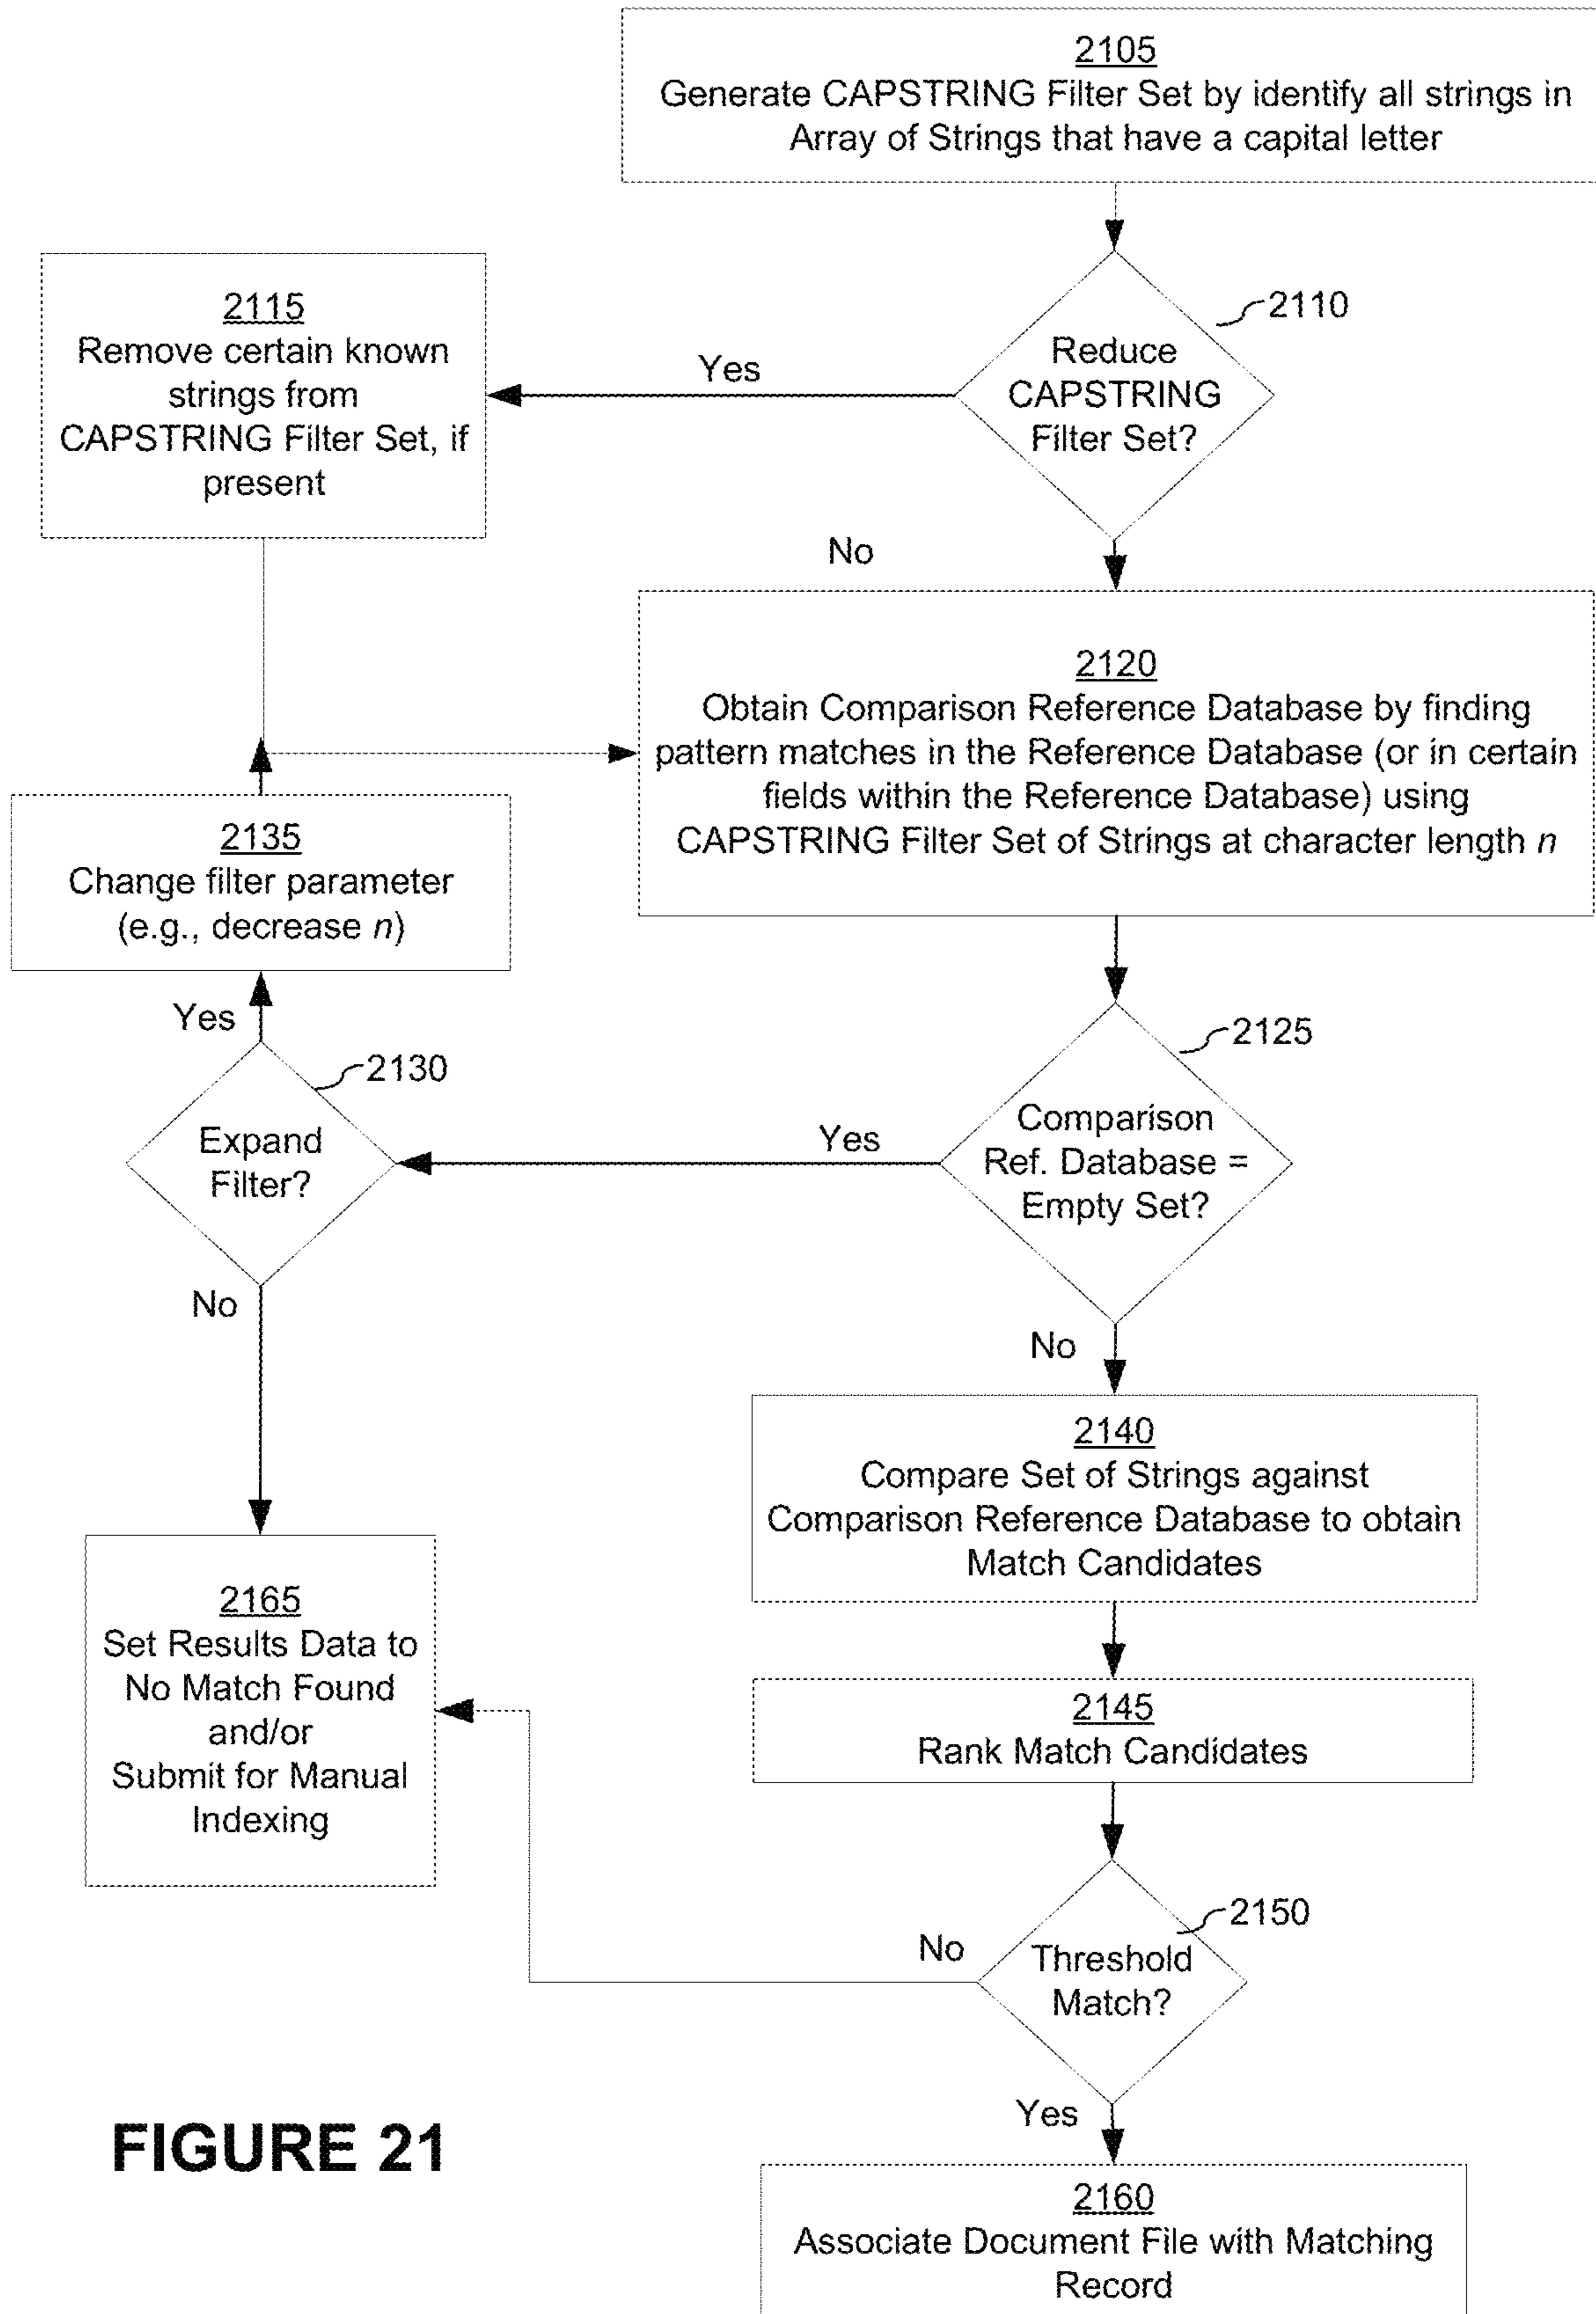 2105
Generate CAPSTRING Filter Set by identify all strings in
Array of Strings that have a capital letter
2110
Reduce
CAPSTRING
Filter Set?
Yes
2115
Remove certain known
strings from
CAPSTRING Filter Set, if
present
No
2120
Obtain Comparison Reference Database by finding
pattern matches in the Reference Database (or in certain
fields within the Reference Database) using
CAPSTRING Filter Set of Strings at character length n
2135
Change filter parameter
(e.g., decrease n)
Yes
2125
Comparison
Ref. Database =
Empty Set?
Yes
2130
Expand
Filter?
No
No
2140
Compare Set of Strings against
Comparison Reference Database to obtain
Match Candidates
2165
Set Results Data to
No Match Found
and/or
Submit for Manual
Indexing
2145
Rank Match Candidates
2150
Threshold
Match?
No
Yes
2160
Associate Document File with Matching
Record
FIGURE 21